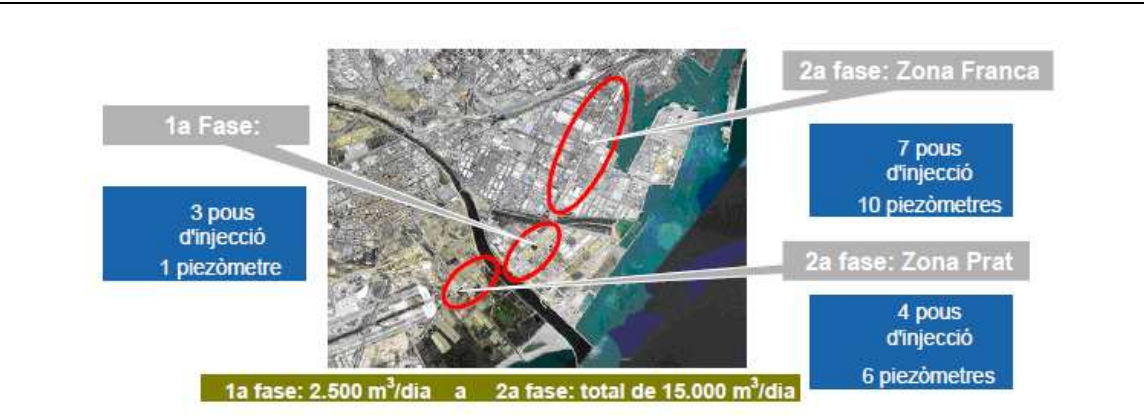 2a fase: Zona Franca
1a Fase:
7 pous
d'injecció
10 piezòmetres
3 pous
d'injecció
1 piezòmetre
2a fase: Zona Prat
4 pous
d'injecció
6 piezòmetres
1a fase: 2.500 m³/dia a 2a fase: total de 15.000 m³/dia